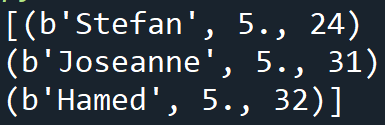 [(b'Stefan', 5., 24)
(b'Joseanne', 5., 31)
(b'Hamed', 5., 32)]